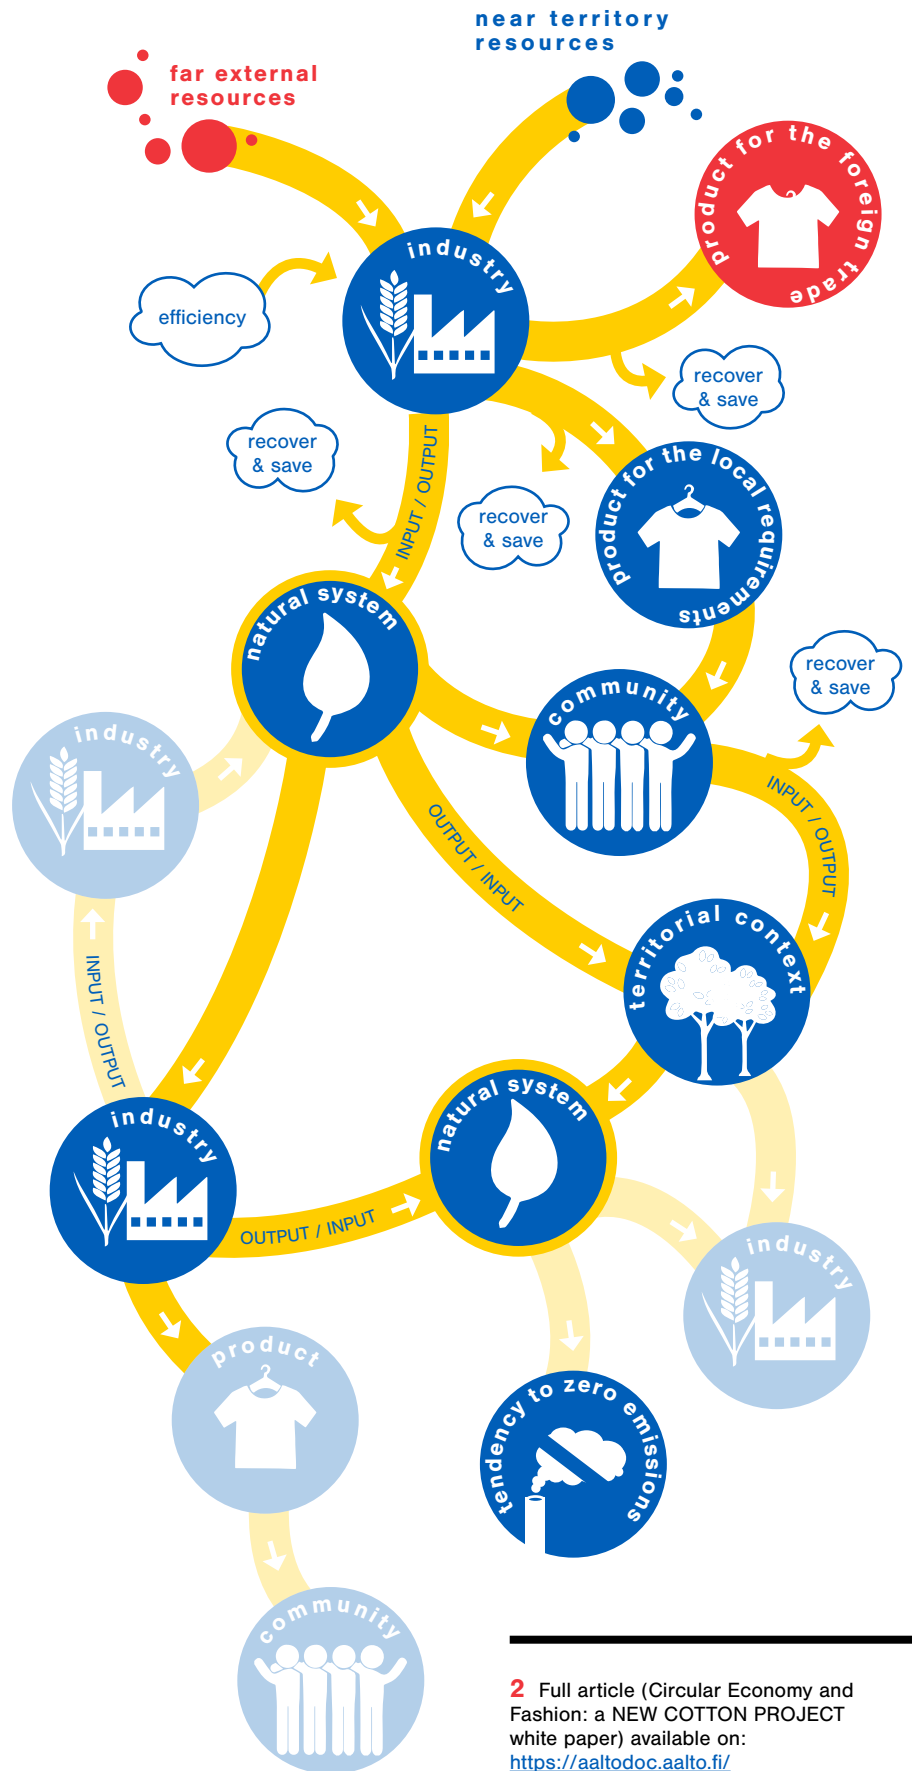 near territory
resources
far external
resources
product for the foreign trade
industry
efficiency
recover
& save
recover
& save
INPUT / OUTPUT
product for the local requirements
recover
& save
natural system
recover
& save
community
industry
INPUT / OUTPUT
OUTPUT / INPUT
territorial context
INPUT / OUTPUT
natural system
industry
OUTPUT / INPUT
industry
product
tendency to zero emissions
community
2 Full article (Circular Economy and
Fashion: a NEW COTTON PROJECT
white paper) available on:
https://aaltodoc.aalto.fi/